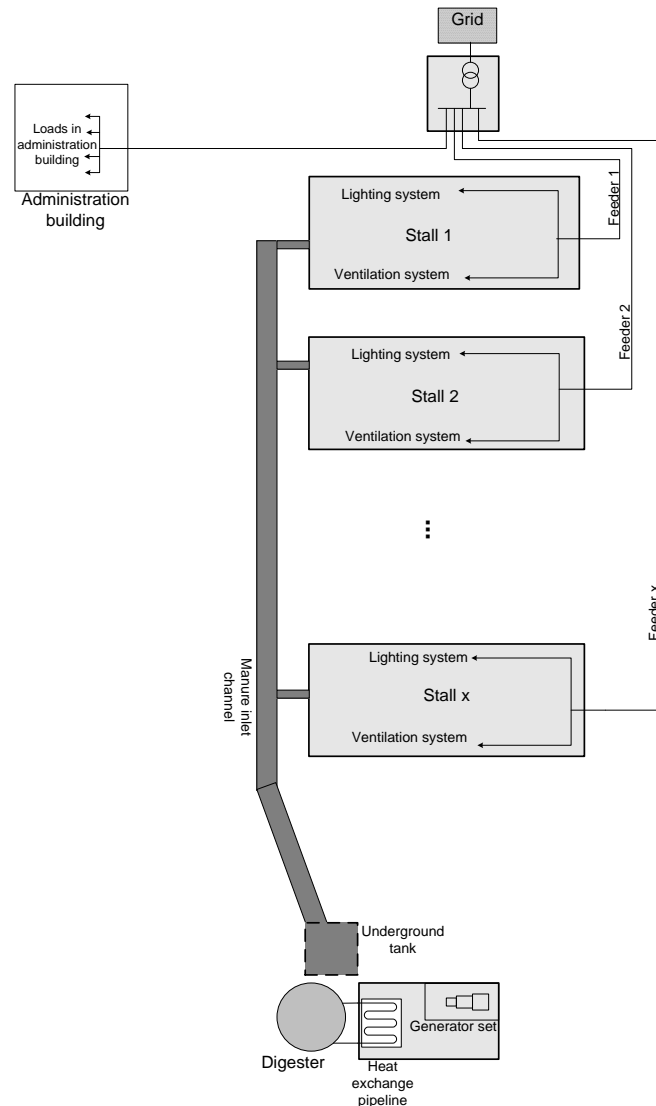 Grid
Loads in
administration
building
Administration
building
Feeder 1
Lighting system
Stall 1
Ventilation system
Feeder 2
Lighting system
Stall 2
Ventilation system
...
Feeder x
Manure inlet
channel
Lighting system
Stall x
Ventilation system
Underground
tank
Generator set
Digester
Heat
exchange
pipeline